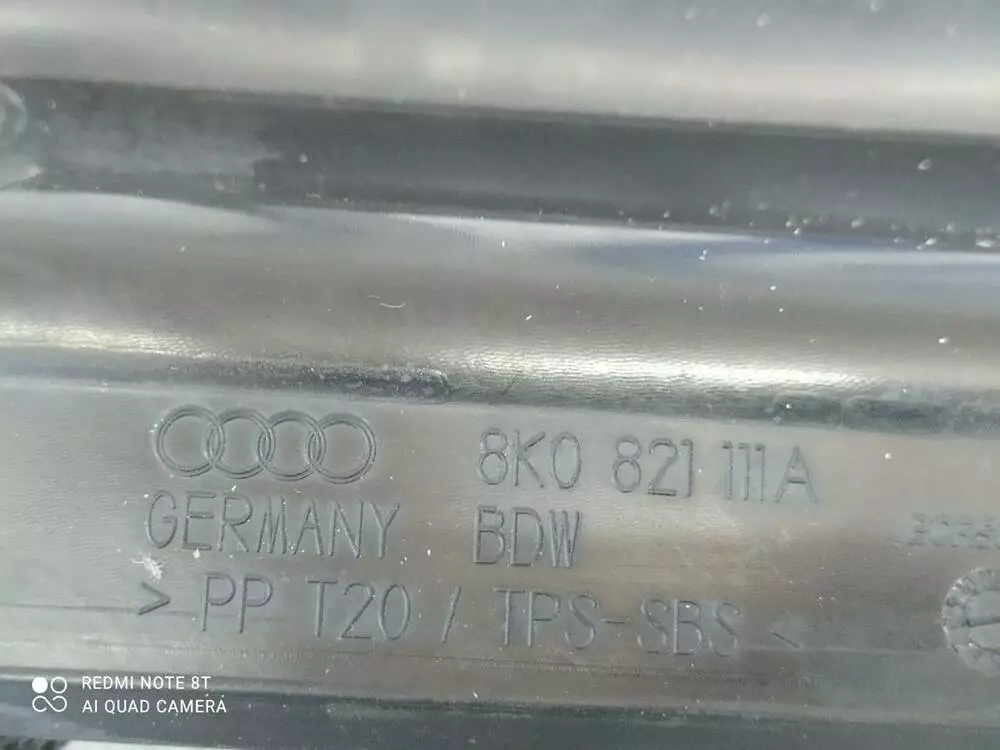 8K0 821 111A
GERMANY BDW
> PP T20 / TPS-SBS <
REDMI NOTE 8T
AI QUAD CAMERA